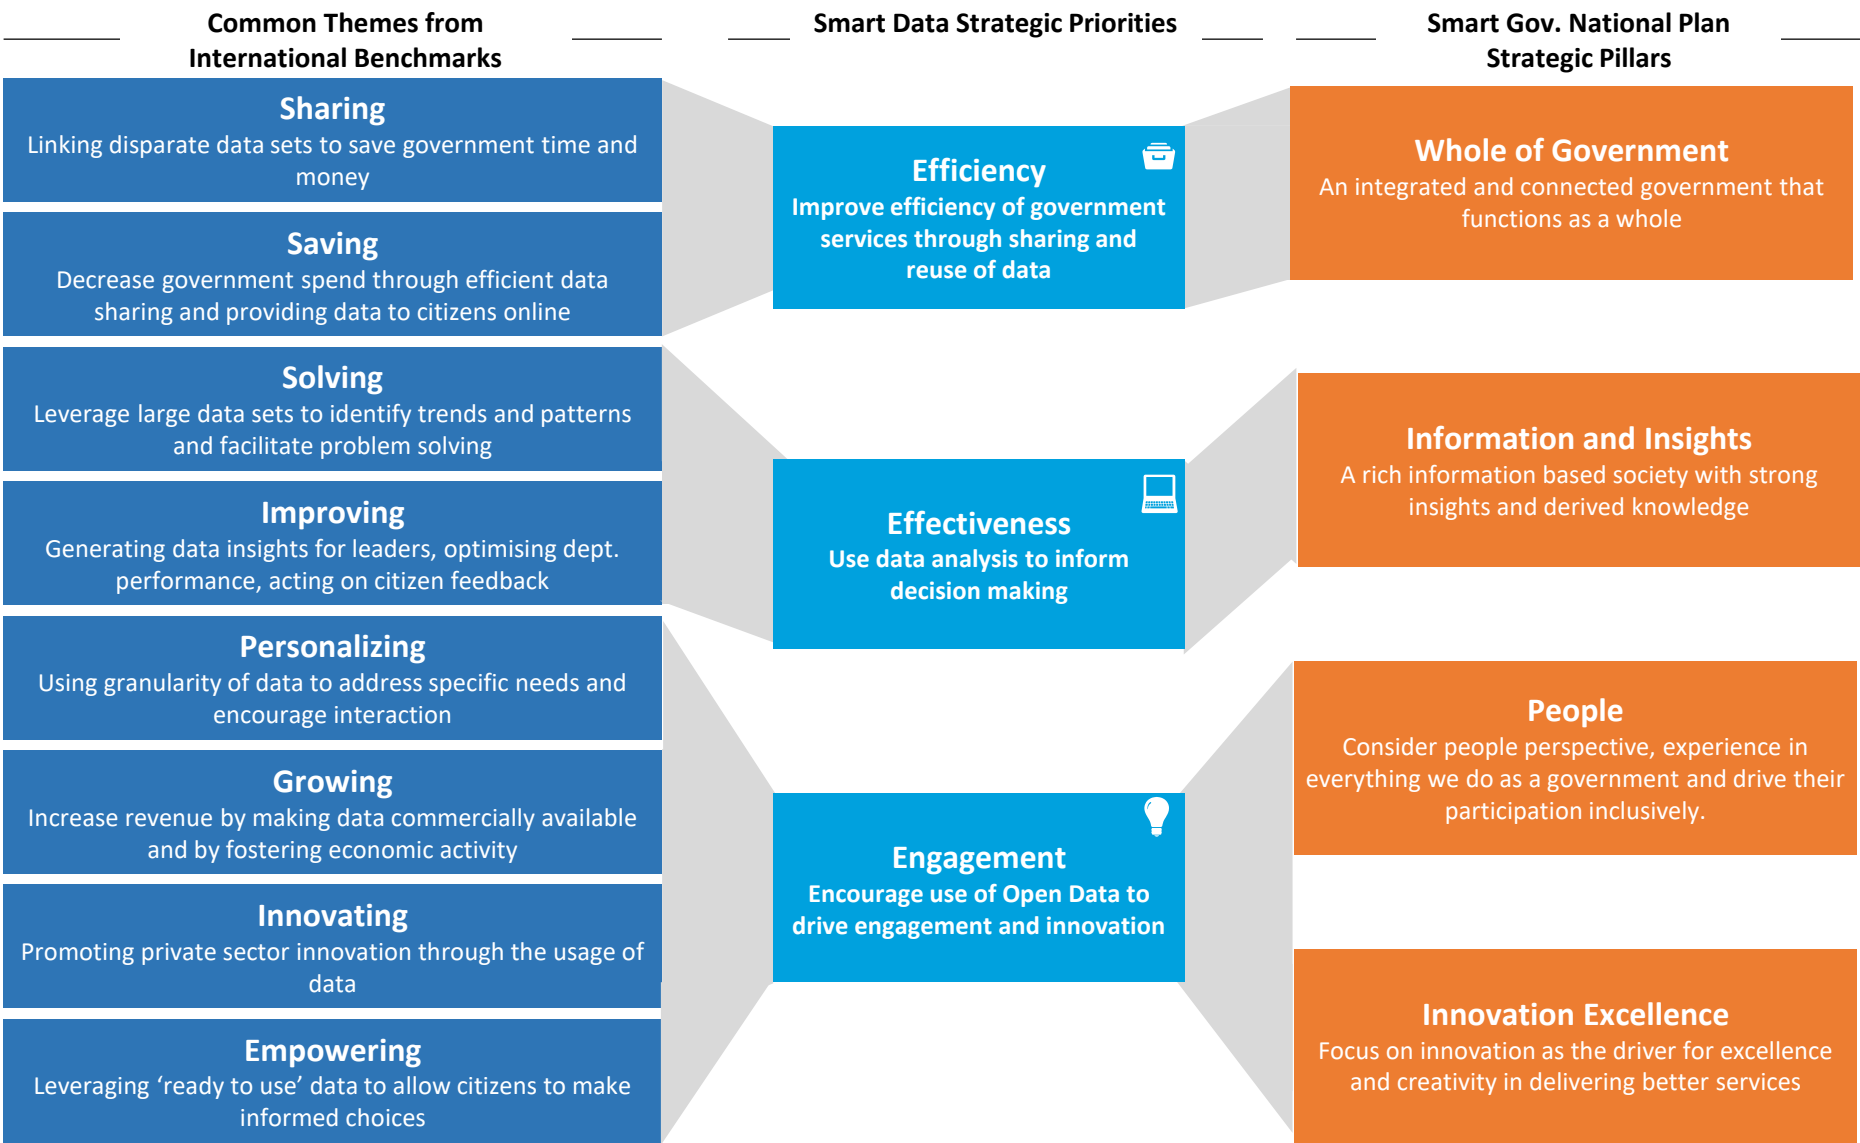 Common Themes from
International Benchmarks
Sharing
Linking disparate data sets to save government time and
money
Saving
Decrease government spend through efficient data
sharing and providing data to citizens online
Solving
Leverage large data sets to identify trends and patterns
and facilitate problem solving
Improving
Generating data insights for leaders, optimising dept.
performance, acting on citizen feedback
Personalizing
Using granularity of data to address specific needs and
encourage interaction
Growing
Increase revenue by making data commercially available
and by fostering economic activity
Innovating
Promoting private sector innovation through the usage of
data
Empowering
Leveraging ‘ready to use’ data to allow citizens to make
informed choices
Smart Data Strategic Priorities
Efficiency
Improve efficiency of government
services through sharing and
reuse of data
Effectiveness
Use data analysis to inform
decision making
Engagement
Encourage use of Open Data to
drive engagement and innovation
Smart Gov. National Plan
Strategic Pillars
Whole of Government
An integrated and connected government that
functions as a whole
Information and Insights
A rich information based society with strong
insights and derived knowledge
People
Consider people perspective, experience in
everything we do as a government and drive their
participation inclusively.
Innovation Excellence
Focus on innovation as the driver for excellence
and creativity in delivering better services